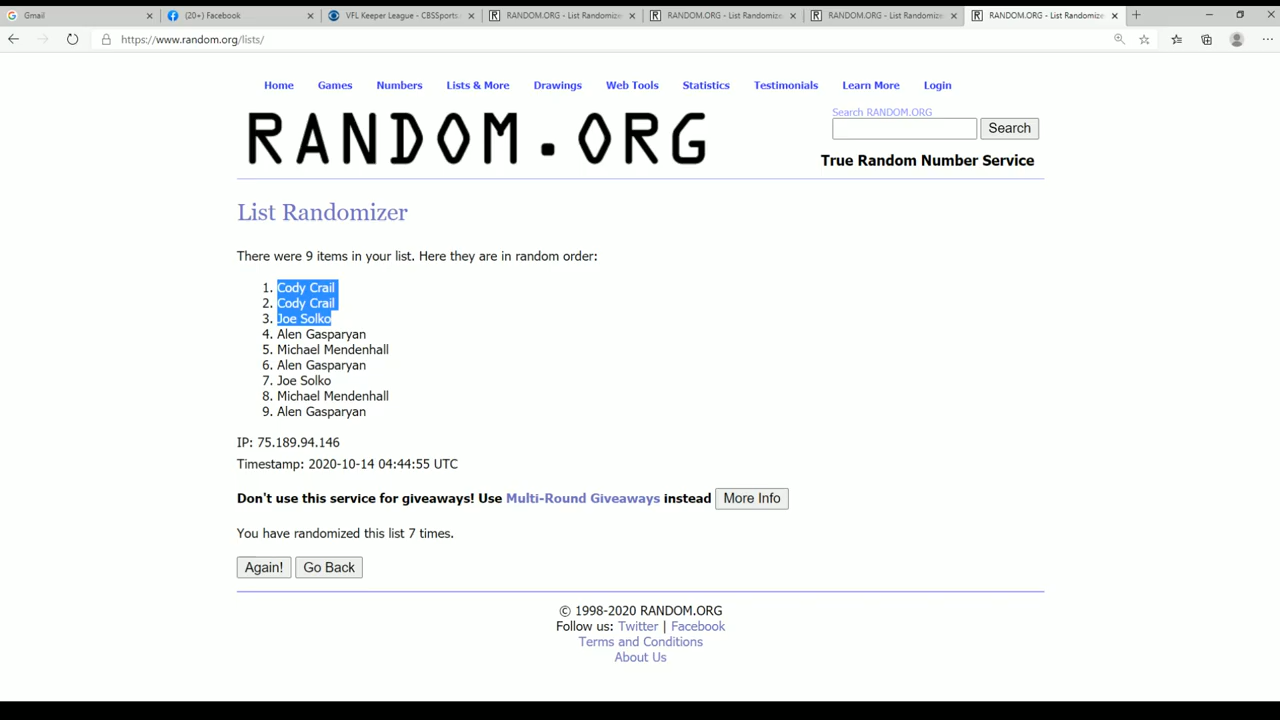 Gmail
(20+) Facebook
VFL Keeper League - CBSSports.
RANDOM.ORG - List Randomize
RANDOM.ORG - List Randomize
RANDOM.ORG - List Randomize
RANDOM.ORG - List Randomize
https://www.random.org/lists/
Home Games Numbers Lists & More Drawings Web Tools Statistics Testimonials Learn More Login
RANDOM.ORG
Search RANDOM.ORG
Search
True Random Number Service
List Randomizer
There were 9 items in your list. Here they are in random order:
1. Cody Crail
2. Cody Crail
3. Joe Solko
4. Alen Gasparyan
5. Michael Mendenhall
6. Alen Gasparyan
7. Joe Solko
8. Michael Mendenhall
9. Alen Gasparyan
IP: 75.189.94.146
Timestamp: 2020-10-14 04:44:55 UTC
Don't use this service for giveaways! Use Multi-Round Giveaways instead More Info
You have randomized this list 7 times.
Again! Go Back
© 1998-2020 RANDOM.ORG
Follow us: Twitter | Facebook
Terms and Conditions
About Us